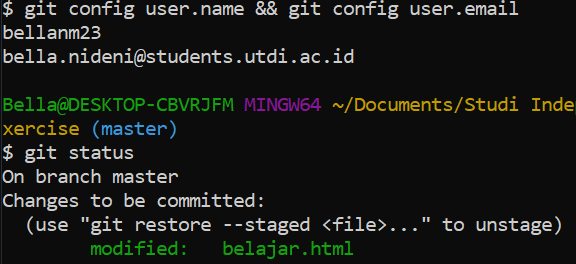 $ git config user.name && git config user.email
bellanm23
bella.nideni@students.utdi.ac.id
Bella@DESKTOP-CBVRJFM MINGW64 ~/Documents/Studi Inde
xercise (master)
$ git status
On branch master
Changes to be committed:
(use "git restore --staged <file>..." to unstage)
modified: belajar.html